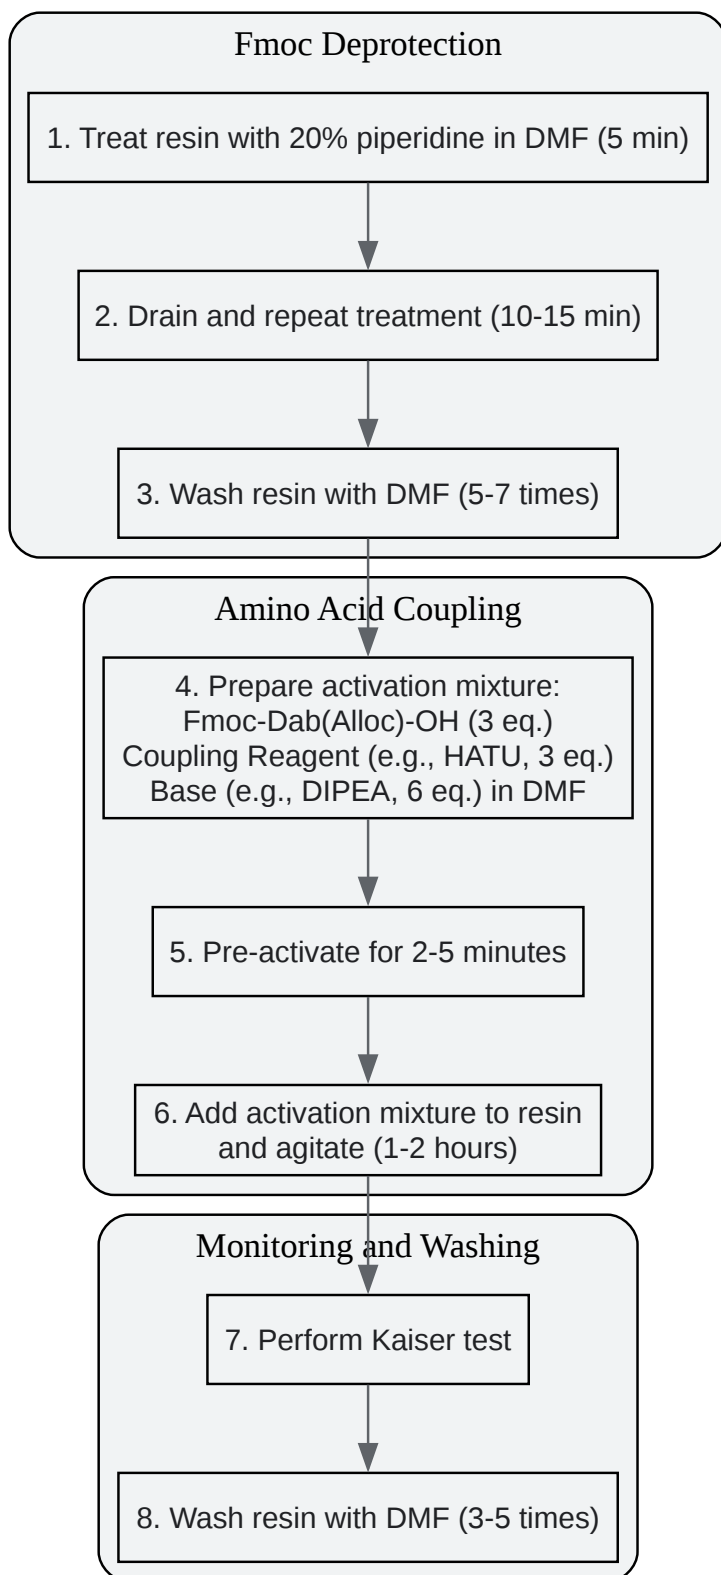 Fmoc Deprotection
1. Treat resin with 20% piperidine in DMF (5 min)
2. Drain and repeat treatment (10-15 min)
3. Wash resin with DMF (5-7 times)
Amino Acid Coupling
4. Prepare activation mixture:
Fmoc-Dab(Alloc)-OH (3 eq.)
Coupling Reagent (e.g., HATU, 3 eq.)
Base (e.g., DIPEA, 6 eq.) in DMF
5. Pre-activate for 2-5 minutes
6. Add activation mixture to resin
and agitate (1-2 hours)
Monitoring and Washing
7. Perform Kaiser test
8. Wash resin with DMF (3-5 times)